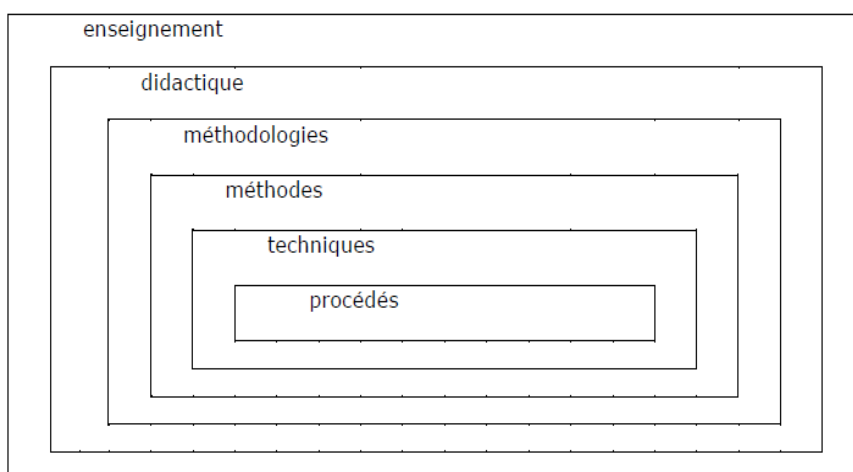 enseignement
didactique
méthodologies
méthodes
techniques
procédés